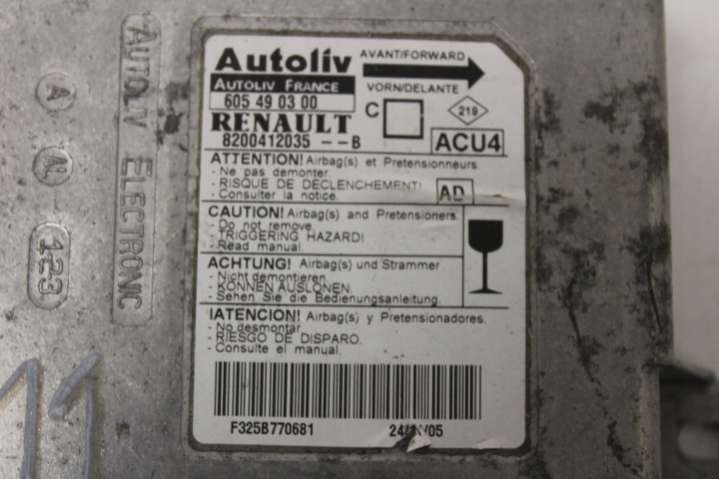 Autoliv
AUTOLIV FRANCE
605 49 03 00
RENAULT
8200412035 --B
AVANT/FORWARD
VORN/DELANTE
C
219
ACU4
ATTENTION! Airbag(s) et Pretensionneurs.
- Ne pas demonter.
- RISQUE DE DECLENCHEMENT!
- Consulter la notice.
AD
CAUTION! Airbag(s) and Pretensioners.
- Do not remove.
- TRIGGERING HAZARD!
- Read manual.
ACHTUNG! Airbag(s) und Strammer
- Nicht demontieren.
- KONNEN AUSLONEN.
- Sehen Sie die Bedienungsanleitung.
!ATENCION! Airbag(s) y Pretensionadores.
- No desmontar
- RIESGO DE DISPARO.
- Consulte el manual.
F325B770681
AUTOLIV ELECTRONIC
A
123
11